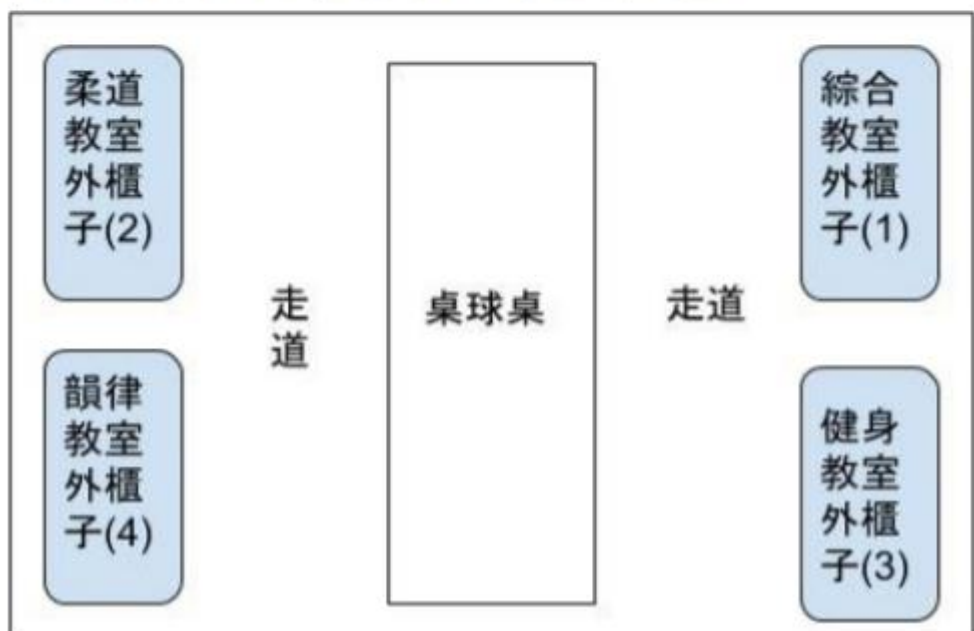 柔道
教室
外櫃
子(2)
綜合
教室
外櫃
子(1)
走
道
桌球桌
走道
韻律
教室
外櫃
子(4)
健身
教室
外櫃
子(3)